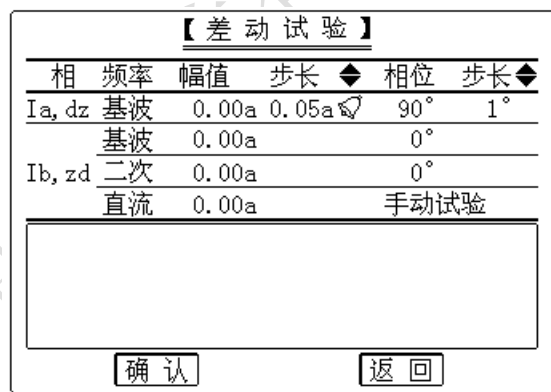 【差动试验】
相 频率 幅值 步长 ◆ 相位 步长◆
Ia,dz 基波 0.00a 0.05a 90° 1°
基波 0.00a 0°
Ib,zd 二次 0.00a 0°
直流 0.00a 手动试验
确认 返回